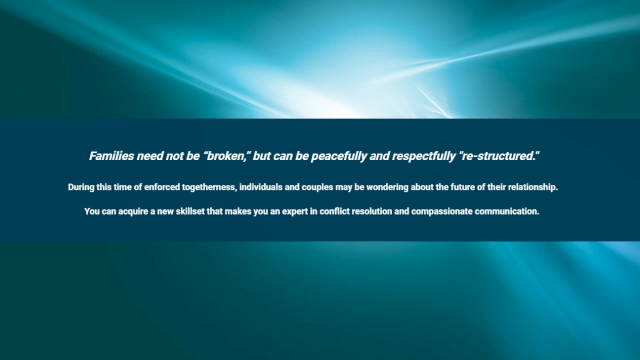 Families need not be “broken,” but can be peacefully and respectfully "re-structured."
During this time of enforced togetherness, individuals and couples may be wondering about the future of their relationship.
You can acquire a new skillset that makes you an expert in conflict resolution and compassionate communication.